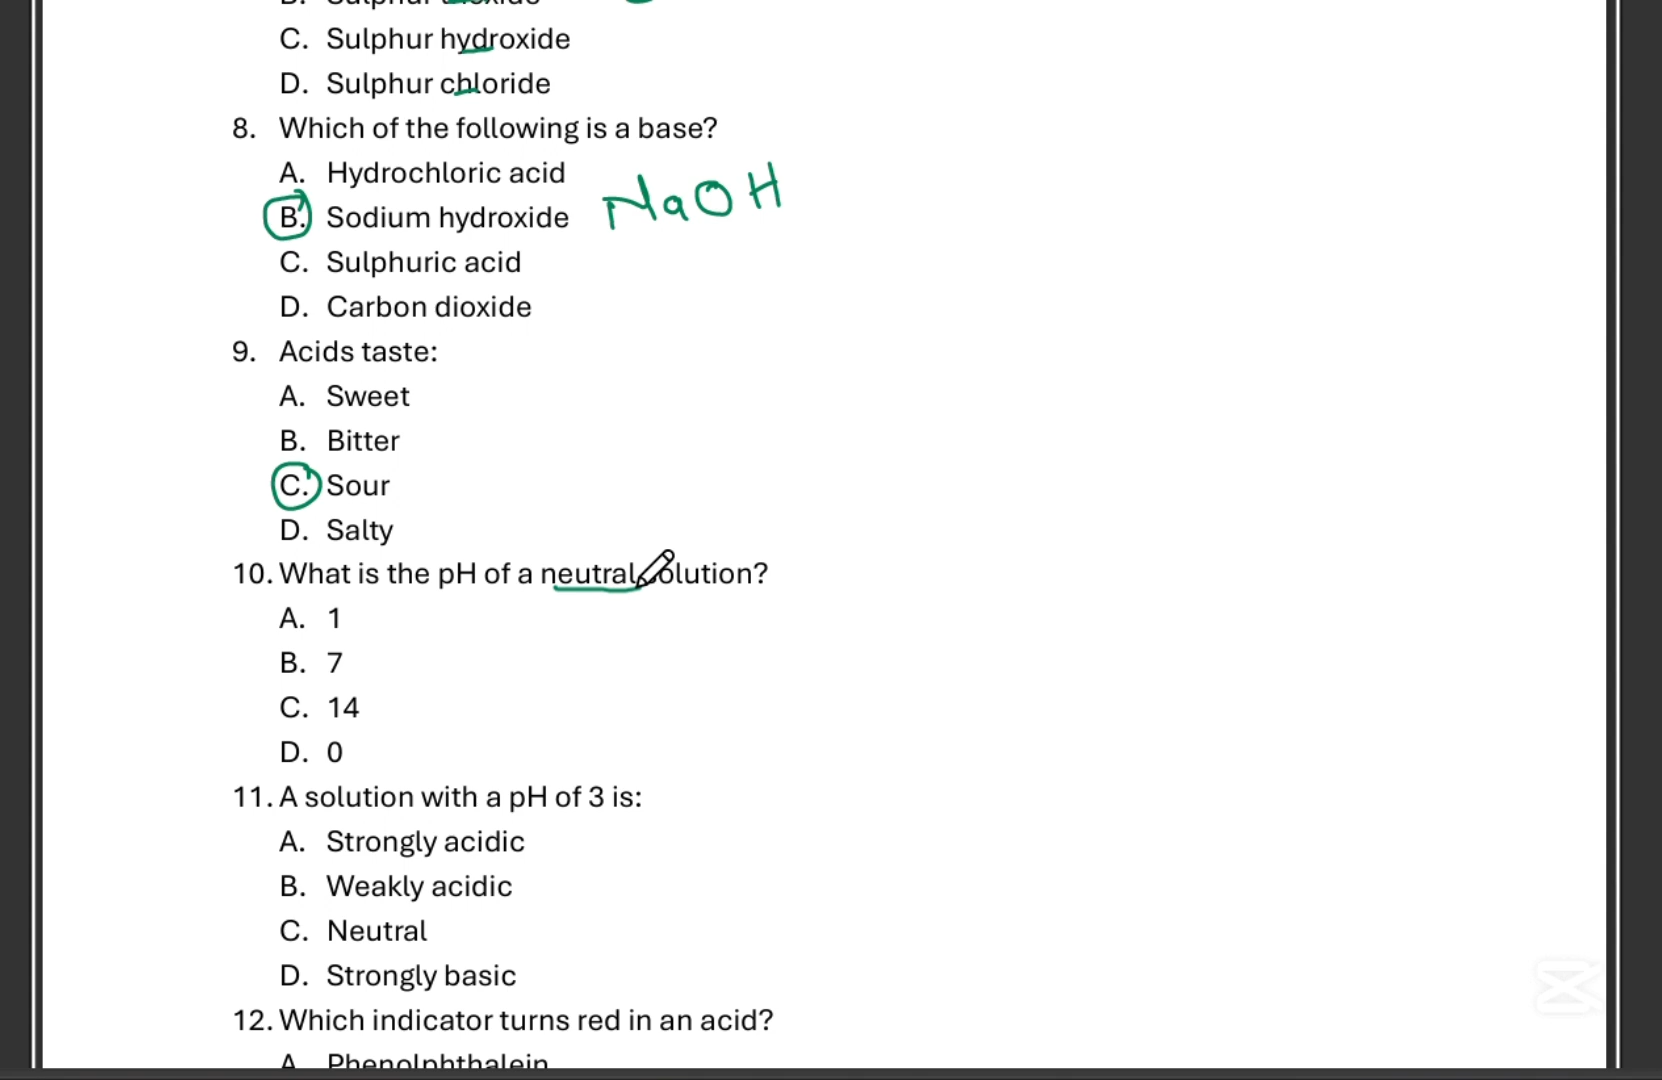 C. Sulphur hydroxide
D. Sulphur chloride
8. Which of the following is a base?
A. Hydrochloric acid
B. Sodium hydroxide NaOH
C. Sulphuric acid
D. Carbon dioxide
9. Acids taste:
A. Sweet
B. Bitter
C. Sour
D. Salty
10. What is the pH of a neutral solution?
A. 1
B. 7
C. 14
D. 0
11. A solution with a pH of 3 is:
A. Strongly acidic
B. Weakly acidic
C. Neutral
D. Strongly basic
12. Which indicator turns red in an acid?
A. Phenolphthalein